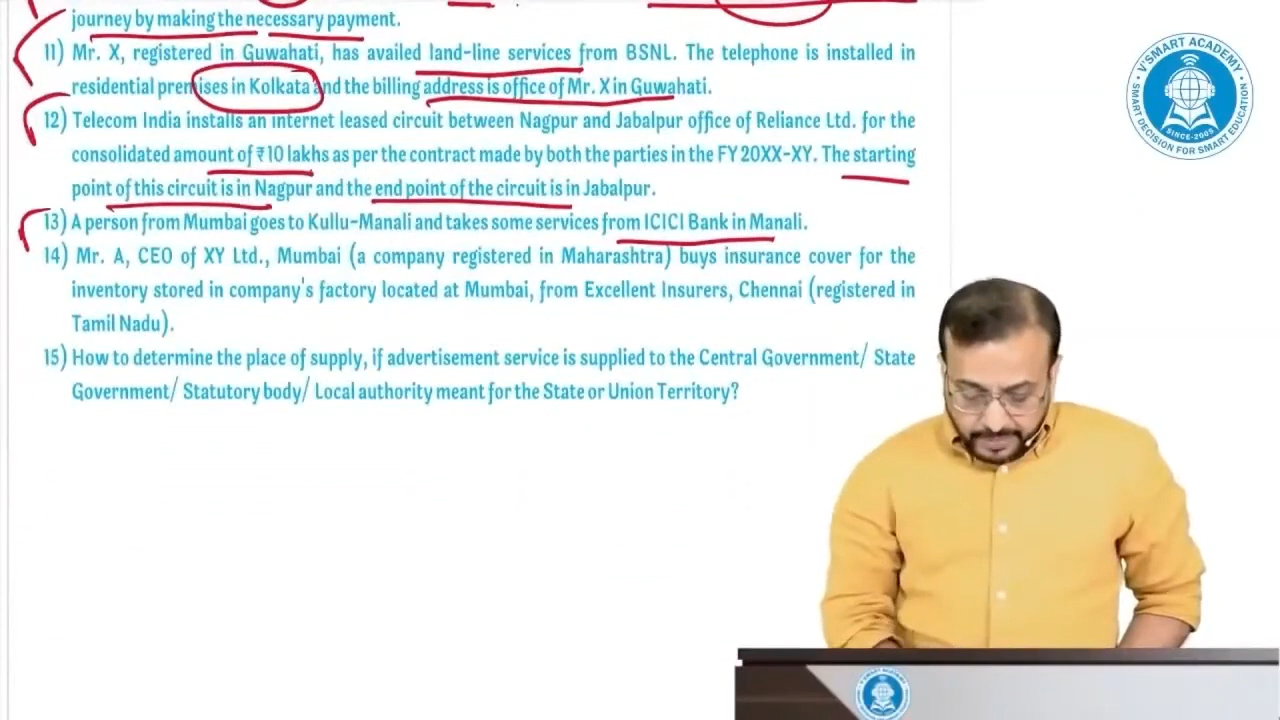 journey by making the necessary payment.
11) Mr. X, registered in Guwahati, has availed land-line services from BSNL. The telephone is installed in
residential premises in Kolkata and the billing address is office of Mr. X in Guwahati.
12) Telecom India installs an internet leased circuit between Nagpur and Jabalpur office of Reliance Ltd. for the
consolidated amount of ₹10 lakhs as per the contract made by both the parties in the FY 20XX-XY. The starting
point of this circuit is in Nagpur and the end point of the circuit is in Jabalpur.
13) A person from Mumbai goes to Kullu-Manali and takes some services from ICICI Bank in Manali.
14) Mr. A, CEO of XY Ltd., Mumbai (a company registered in Maharashtra) buys insurance cover for the
inventory stored in company's factory located at Mumbai, from Excellent Insurers, Chennai (registered in
Tamil Nadu).
15) How to determine the place of supply, if advertisement service is supplied to the Central Government/ State
Government/ Statutory body/ Local authority meant for the State or Union Territory?
V'SMART ACADEMY
SINCE-2005
SMART DECISION FOR SMART EDUCATION
V'SMART ACADEMY